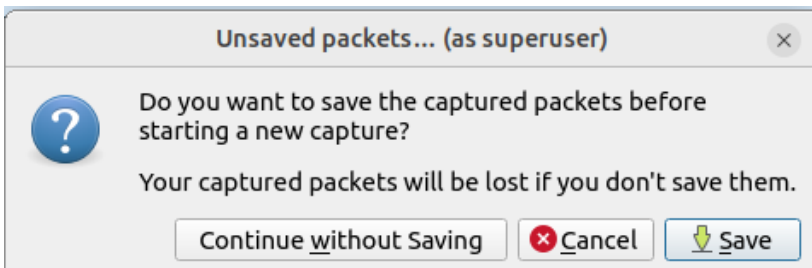 Unsaved packets... (as superuser)
Do you want to save the captured packets before
starting a new capture?
Your captured packets will be lost if you don't save them.
Continue without Saving Cancel Save